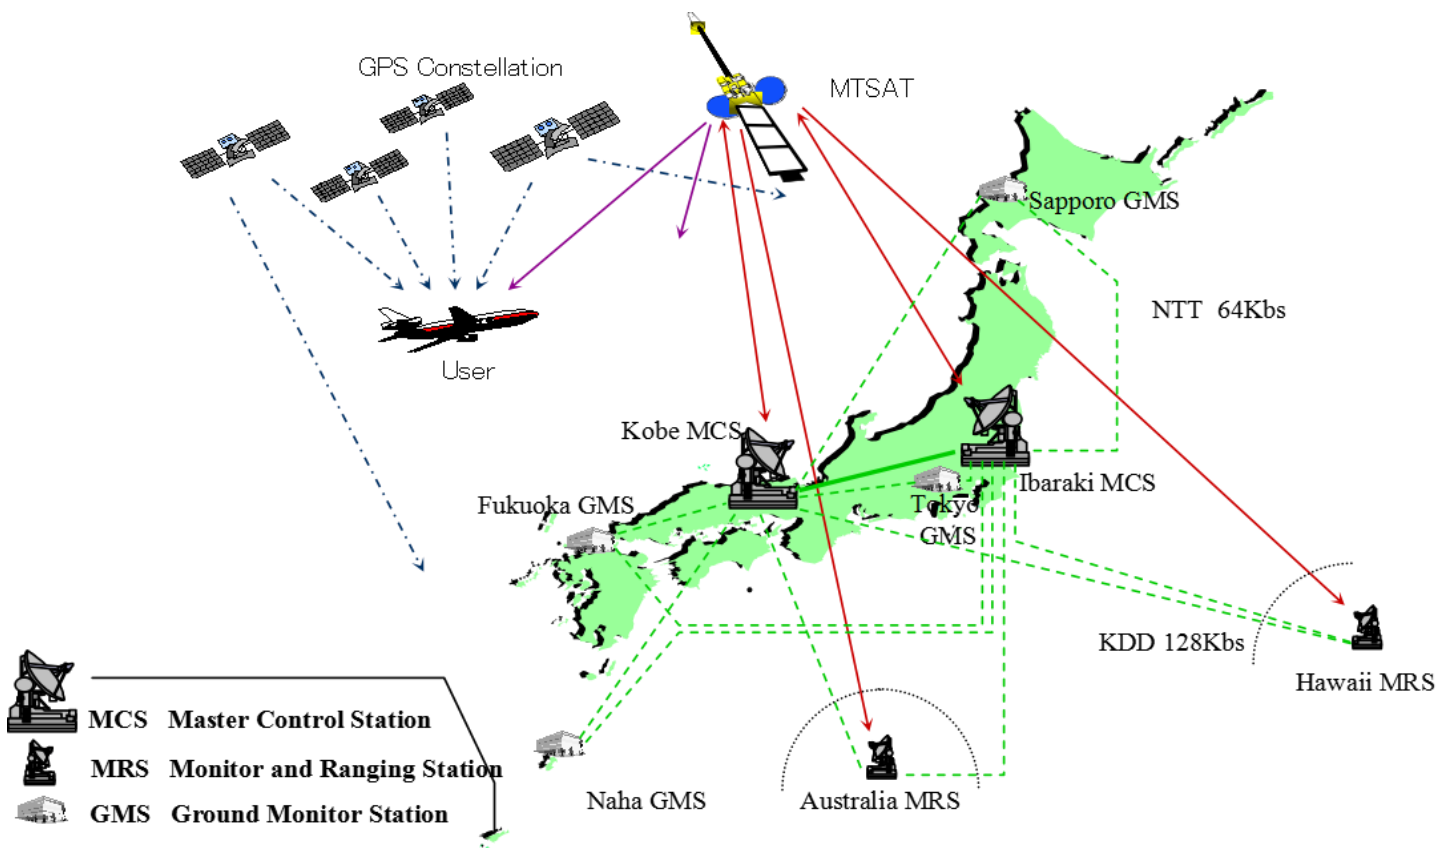 GPS Constellation
MTSAT
Sapporo GMS
NTT  64Kbs
User
Kobe MCS
Ibaraki MCS
Fukuoka GMS
Tokyo
GMS
KDD 128Kbs
Hawaii MRS
MCS   Master Control Station
MRS   Monitor and Ranging Station
GMS   Ground Monitor Station
Naha GMS
Australia MRS